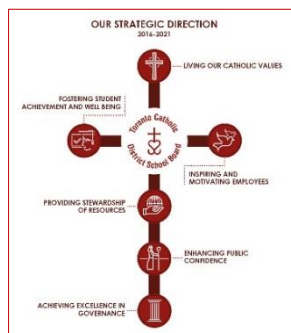 OUR STRATEGIC DIRECTION
2016-2021
LIVING OUR CATHOLIC VALUES
FOSTERING STUDENT
ACHIEVEMENT AND WELL BEING
Toronto Catholic
District School Board
INSPIRING AND
MOTIVATING EMPLOYEES
PROVIDING STEWARDSHIP
OF RESOURCES
ENHANCING PUBLIC
CONFIDENCE
ACHIEVING EXCELLENCE IN
GOVERNANCE